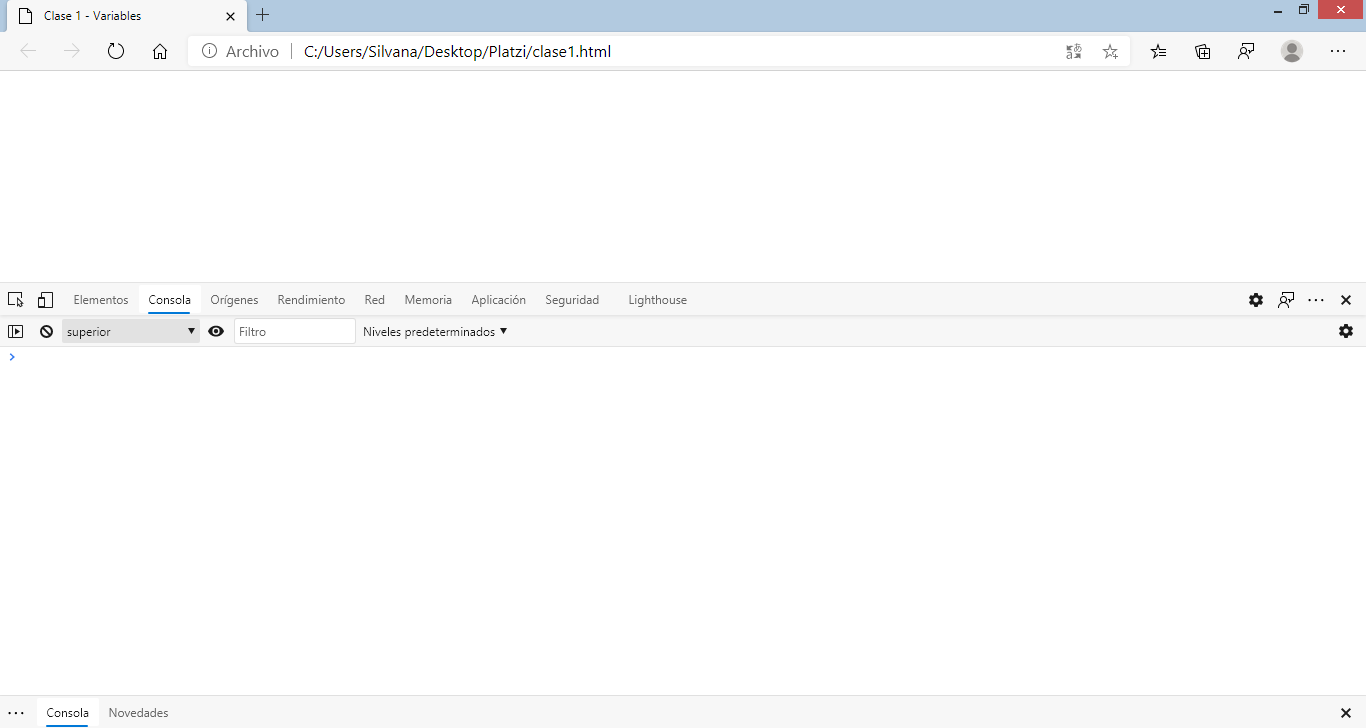 Clase 1 - Variables
Archivo C:/Users/Silvana/Desktop/Platzi/clase1.html
Elementos Consola Orígenes Rendimiento Red Memoria Aplicación Seguridad Lighthouse
superior Filtro Niveles predeterminados
Consola Novedades